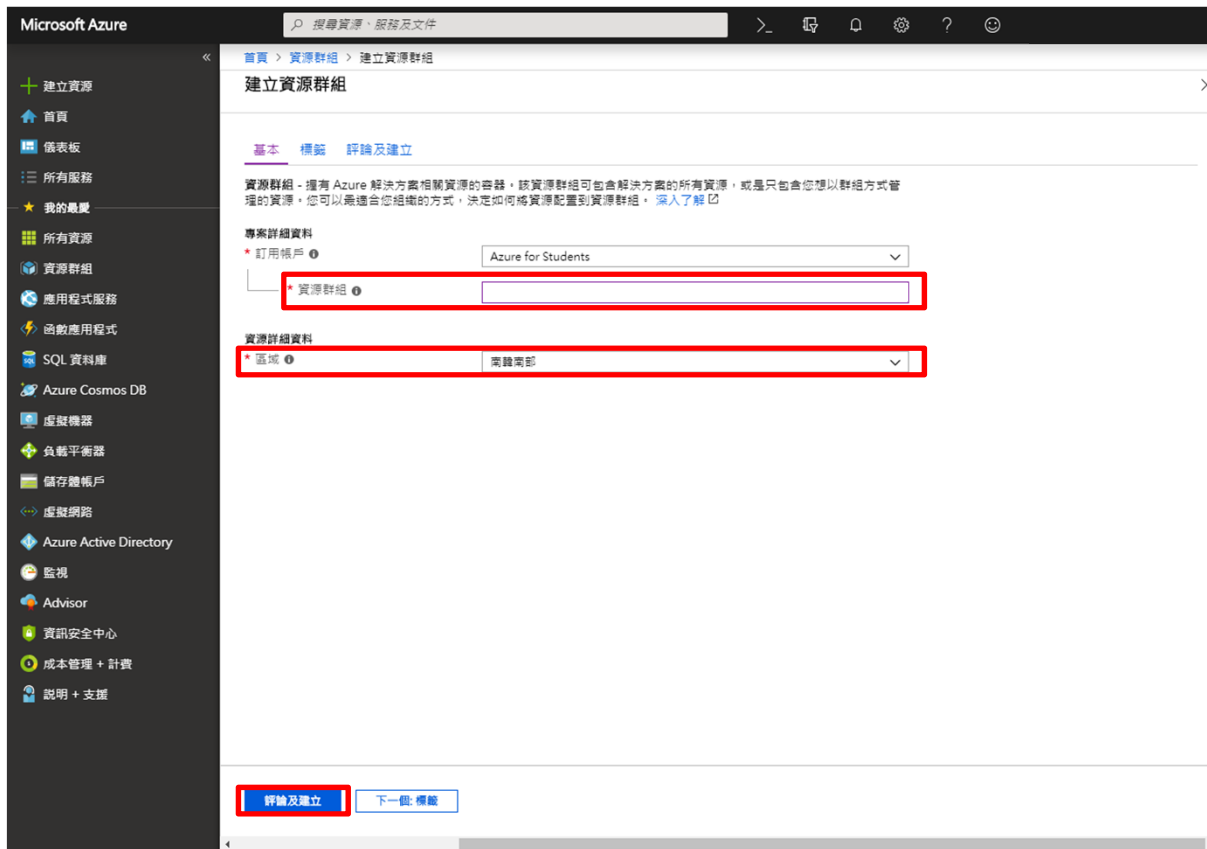 Microsoft Azure
搜尋資源、服務及文件
首頁 > 資源群組 > 建立資源群組
建立資源群組
建立資源
首頁
儀表板
所有服務
我的最愛
所有資源
資源群組
應用程式服務
函數應用程式
SQL 資料庫
Azure Cosmos DB
虛擬機器
負載平衡器
儲存體帳戶
虛擬網路
Azure Active Directory
監視
Advisor
資訊安全中心
成本管理 + 計費
說明 + 支援
基本 標籤 評論及建立
資源群組 - 擁有 Azure 解決方案相關資源的容器。該資源群組可包含解決方案的所有資源，或是只包含您想以群組方式管
理的資源。您可以最適合您組織的方式，決定如何將資源配置到資源群組。 深入了解
專案詳細資料
* 訂用帳戶
Azure for Students
* 資源群組
資源詳細資料
* 區域
南韓南部
評論及建立
下一個: 標籤